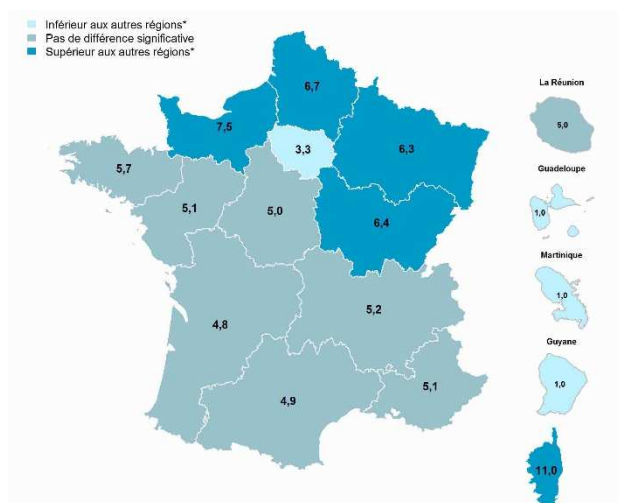 Inférieur aux autres régions*
Pas de différence significative
Supérieur aux autres régions*
6,7
7,5
3,3
6,3
5,7
5,1
5,0
6,4
4,8
5,2
4,9
5,1
La Réunion
5,0
Guadeloupe
1,0
Martinique
1,0
Guyane
1,0
11,0